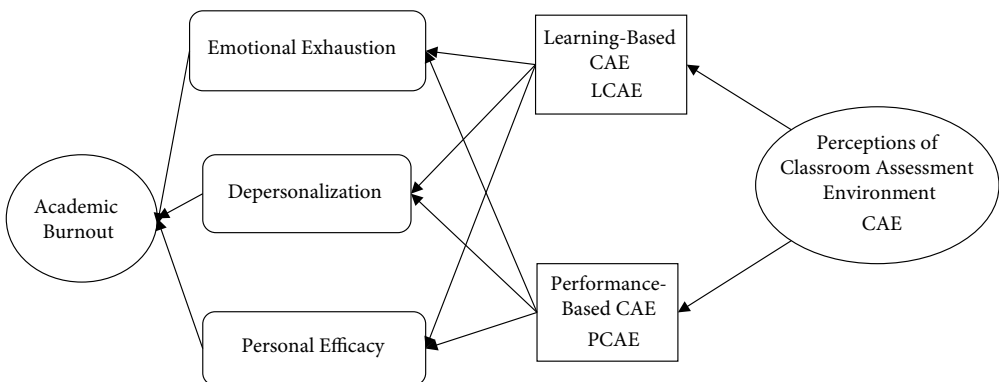 Emotional Exhaustion
Learning-Based
CAE
LCAE
Perceptions of
Classroom Assessment
Environment
CAE
Depersonalization
Academic
Burnout
Performance-
Based CAE
PCAE
Personal Efficacy